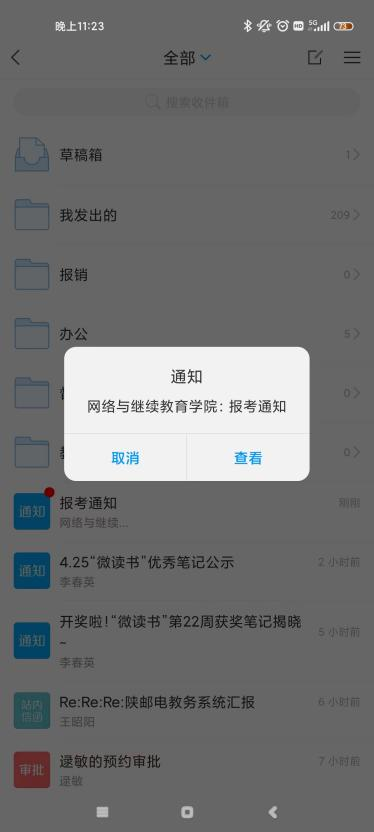 晚上11:23
HD
5G
73
全部
搜索收件箱
草稿箱
1
我发出的
209
报销
0
办公
5
0
0
通知
网络与继续教育学院：报考通知
取消
查看
通知
报考通知
刚刚
网络与继续...
通知
4.25“微读书”优秀笔记公示
2 小时前
李春英
通知
开奖啦！“微读书”第22周获奖笔记揭晓
~
5 小时前
李春英
站内
信函
Re:Re:Re:陕邮电教务系统汇报
6 小时前
王昭阳
审批
逯敏的预约审批
7 小时前
逯敏